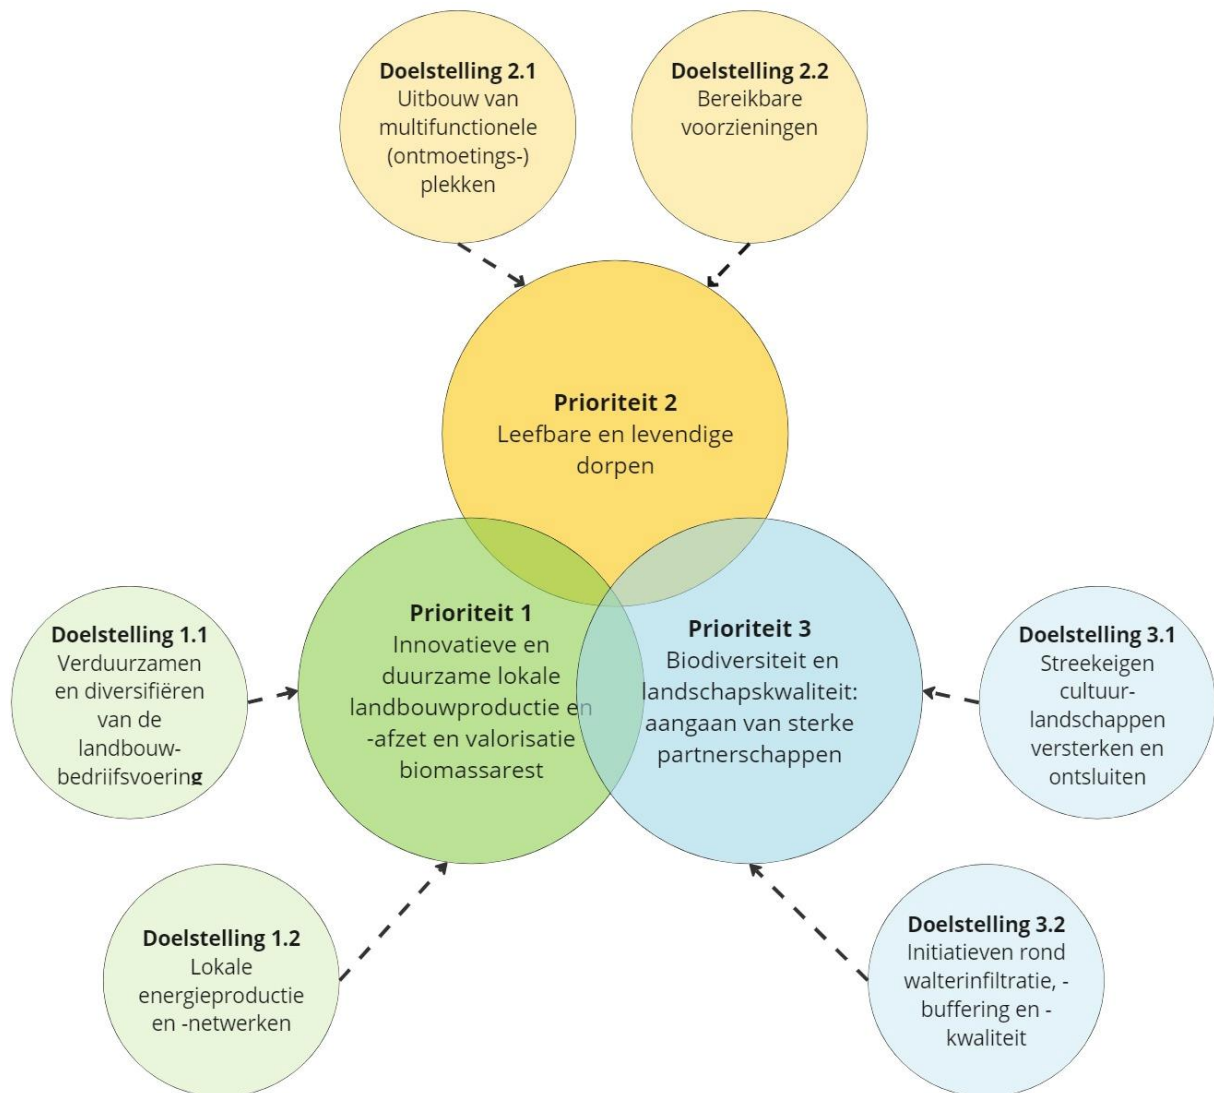 Doelstelling 2.1
Uitbouw van
multifunctionele
(ontmoetings-)
plekken
Doelstelling 2.2
Bereikbare
voorzieningen
Prioriteit 2
Leefbare en levendige
dorpen
Prioriteit 1
Innovatieve en
duurzame lokale
landbouwproductie en
-afzet en valorisatie
biomassarest
Prioriteit 3
Biodiversiteit en
landschapskwaliteit:
aangaan van sterke
partnerschappen
Doelstelling 1.1
Verduurzamen
en diversifiëren
van de
landbouw-
bedrijfsvoering
Doelstelling 3.1
Streekeigen
cultuur-
landschappen
versterken en
ontsluiten
Doelstelling 1.2
Lokale
energieproductie
en -netwerken
Doelstelling 3.2
Initiatieven rond
walterinfiltratie, -
buffering en -
kwaliteit